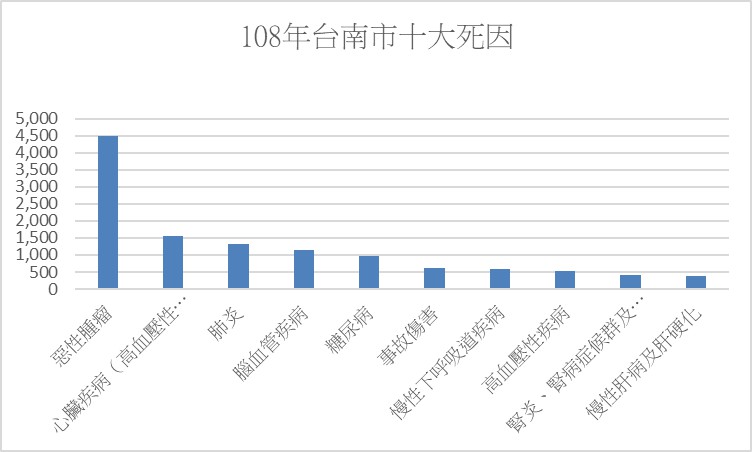 108年台南市十大死因
5,000
4,500
4,000
3,500
3,000
2,500
2,000
1,500
1,000
500
0
惡性腫瘤
心臟疾病（高血壓性…
肺炎
腦血管疾病
糖尿病
事故傷害
慢性下呼吸道疾病
高血壓性疾病
腎炎、腎病症候群及…
慢性肝病及肝硬化